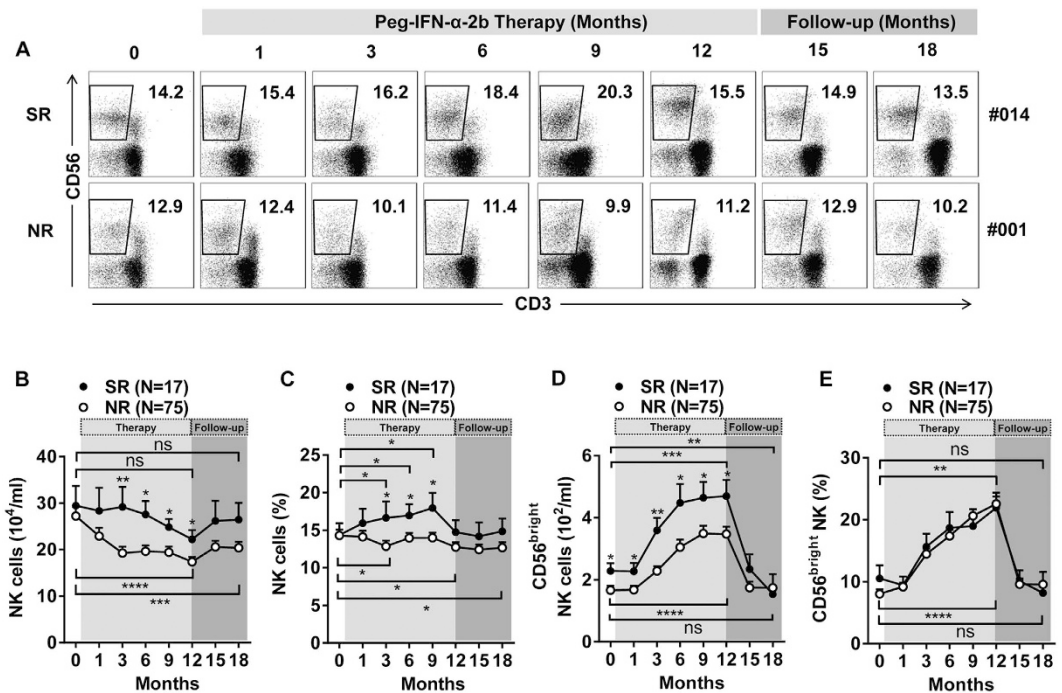 Peg-IFN-α-2b Therapy (Months) Follow-up (Months)
A 0 1 3 6 9 12 15 18
SR 14.2 15.4 16.2 18.4 20.3 15.5 14.9 13.5 #014
CD56
NR 12.9 12.4 10.1 11.4 9.9 11.2 12.9 10.2 #001
CD3
B
SR (N=17)
NR (N=75)
Therapy Follow-up
ns
ns
** * * *
****
***
NK cells (10⁴/ml)
40
30
20
10
0
0 1 3 6 9 12 15 18
Months
C
SR (N=17)
NR (N=75)
Therapy Follow-up
*
*
*
*
*
*
NK cells (%)
25
20
15
10
5
0
0 1 3 6 9 12 15 18
Months
D
SR (N=17)
NR (N=75)
Therapy Follow-up
**
***
* * ** * * *
****
ns
CD56bright
NK cells (10²/ml)
6
4
2
0
0 1 3 6 9 12 15 18
Months
E
SR (N=17)
NR (N=75)
Therapy Follow-up
ns
**
****
ns
CD56bright NK (%)
30
20
10
0
0 1 3 6 9 12 15 18
Months